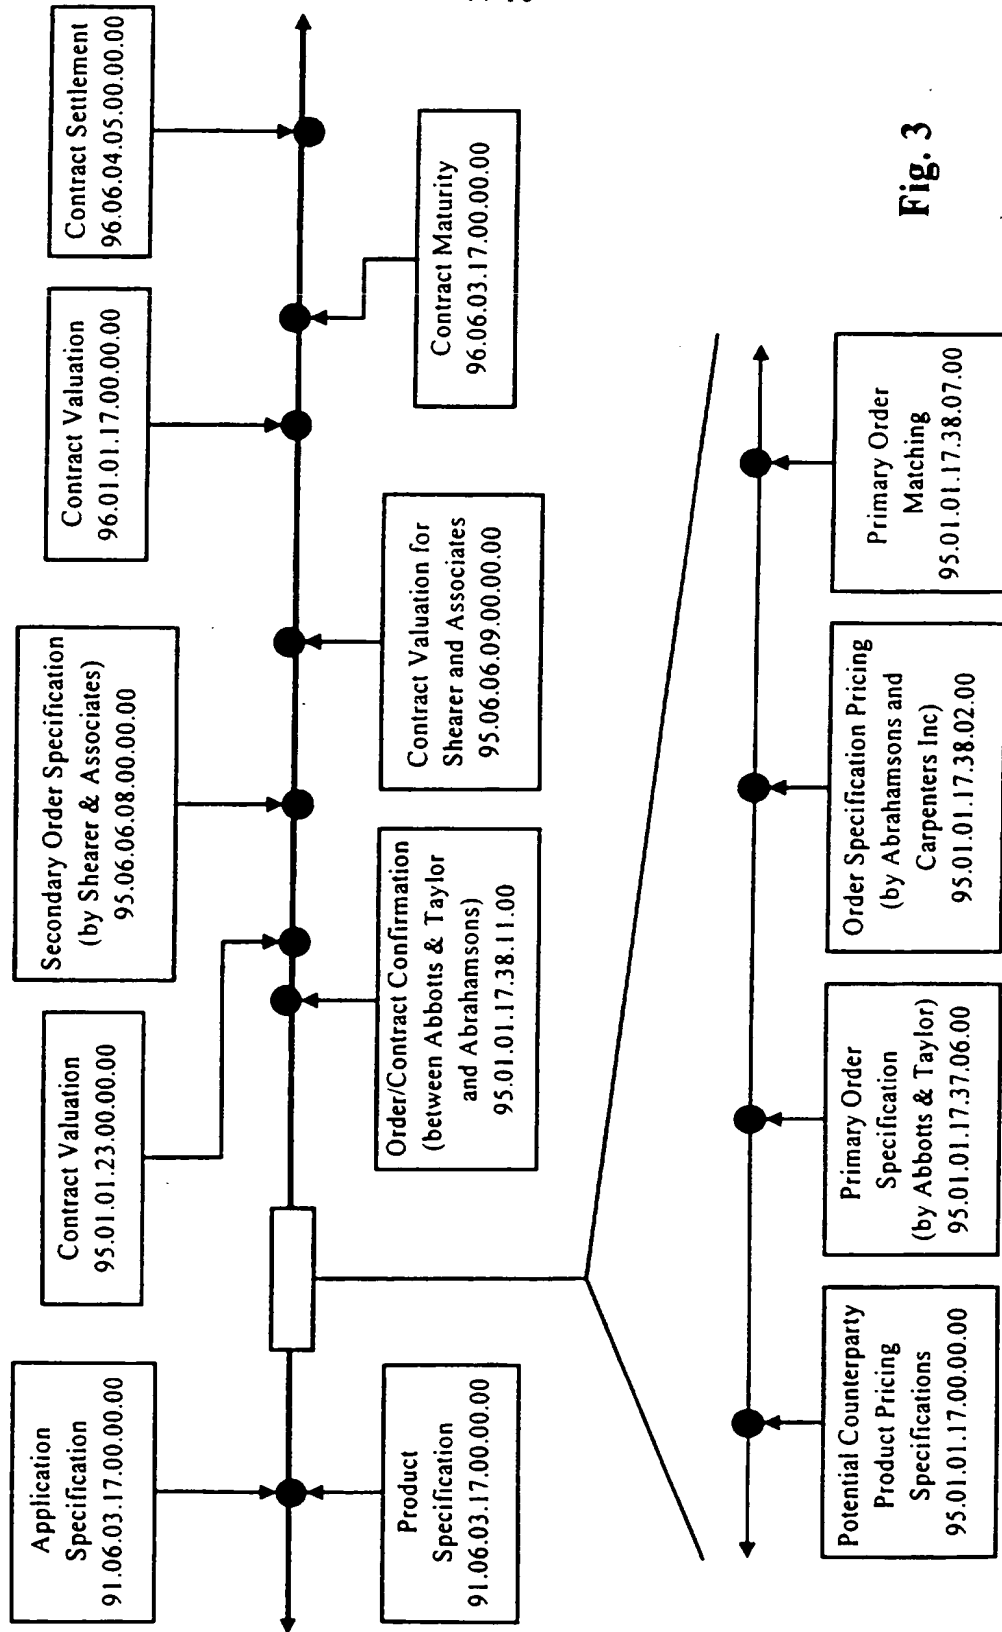 Application
Specification
91.06.03.17.00.00.00
Contract Valuation
95.01.01.23.00.00.00
Secondary Order Specification
(by Shearer & Associates)
95.06.06.08.00.00.00
Contract Valuation
96.01.01.17.00.00.00
Contract Settlement
96.06.04.05.00.00.00
Product
Specification
91.06.03.17.00.00.00
Order/Contract Confirmation
(between Abbotts & Taylor
and Abrahamsons)
95.01.01.17.38.11.00
Contract Valuation for
Shearer and Associates
95.06.06.09.00.00.00
Contract Maturity
96.06.03.17.00.00.00
Potential Counterparty
Product Pricing
Specifications
95.01.01.17.00.00.00
Primary Order
Specification
(by Abbotts & Taylor)
95.01.01.17.37.06.00
Order Specification Pricing
(by Abrahamsons and
Carpenters Inc)
95.01.01.17.38.02.00
Primary Order
Matching
95.01.01.17.38.07.00
Fig. 3